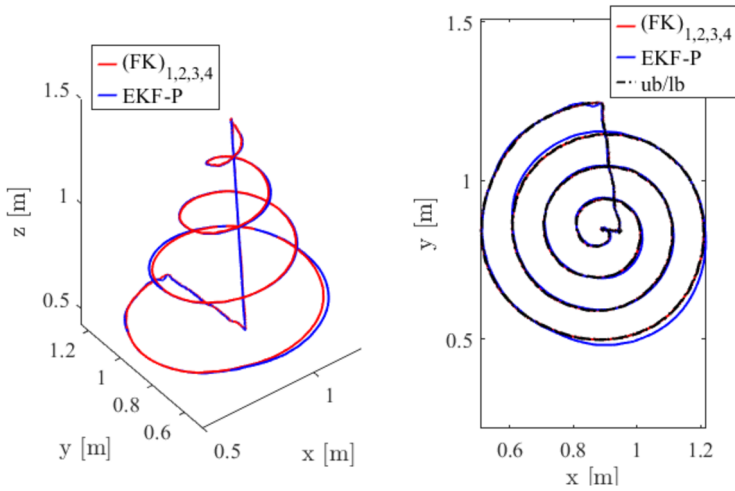 (FK)1,2,3,4
EKF-P
1.5
1
0.5
z [m]
1.2
1
0.8
0.6
y [m]
0.5
1
x [m]
(FK)1,2,3,4
EKF-P
ub/lb
1.5
1
0.5
y [m]
0.6
0.8
1
1.2
x [m]